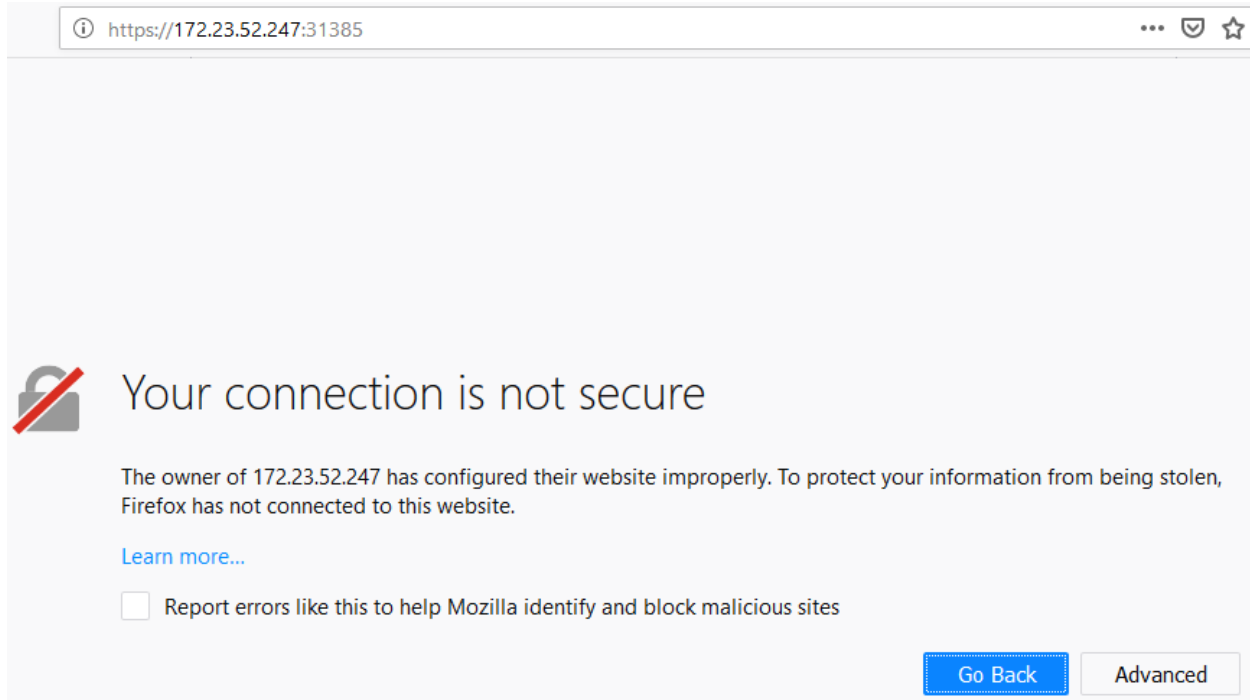 https://172.23.52.247:31385
Your connection is not secure
The owner of 172.23.52.247 has configured their website improperly. To protect your information from being stolen,
Firefox has not connected to this website.
Learn more...
Report errors like this to help Mozilla identify and block malicious sites
Go Back Advanced